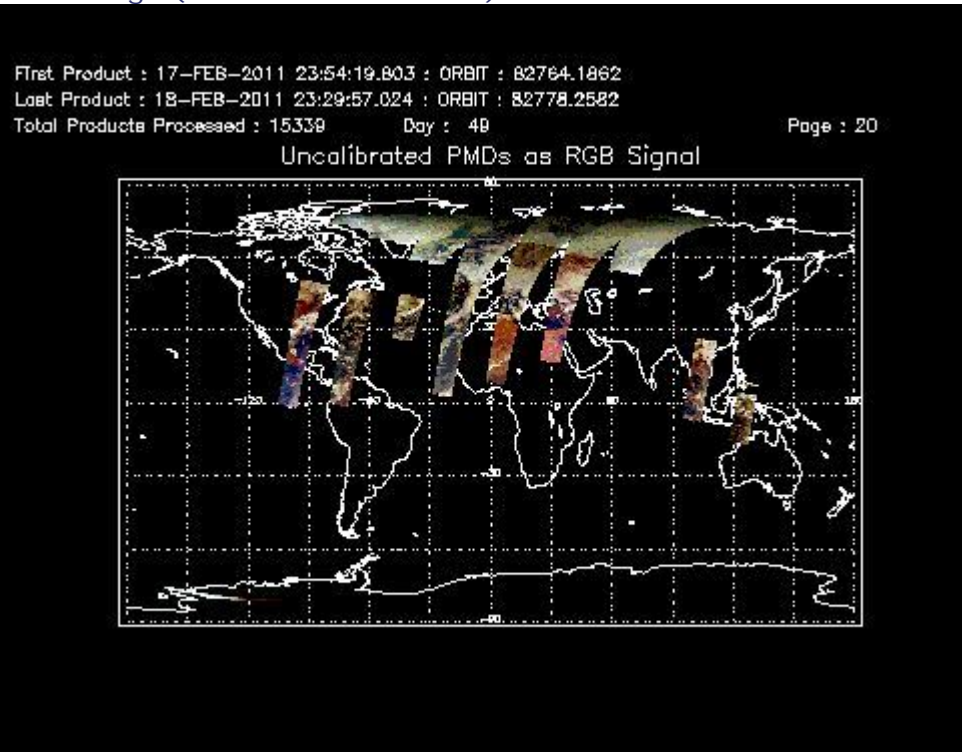 First Product : 17-FEB-2011 23:54:19.803 : ORBIT : 82764.1862
Last Product : 18-FEB-2011 23:29:57.024 : ORBIT : 82778.2582
Total Products Processed : 15339 Day : 49 Page : 20
Uncalibrated PMDs as RGB Signal